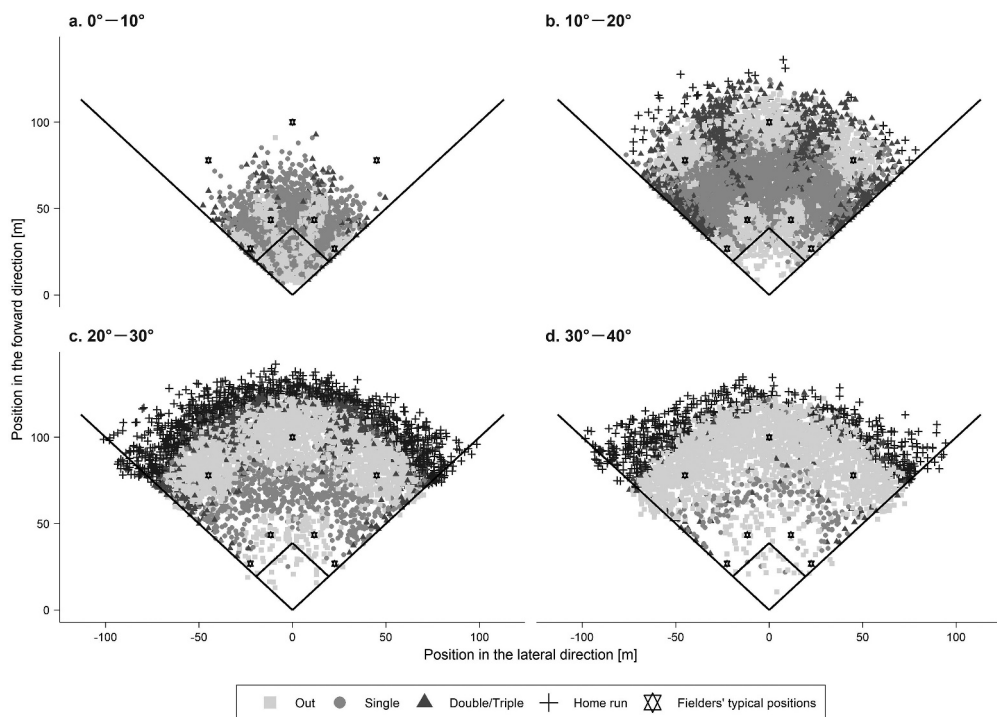 a. 0°－10°
b. 10°－20°
100
50
0
c. 20°－30°
d. 30°－40°
100
50
0
Position in the forward direction [m]
-100 -50 0 50 100 -100 -50 0 50 100
Position in the lateral direction [m]
Out Single Double/Triple Home run Fielders' typical positions